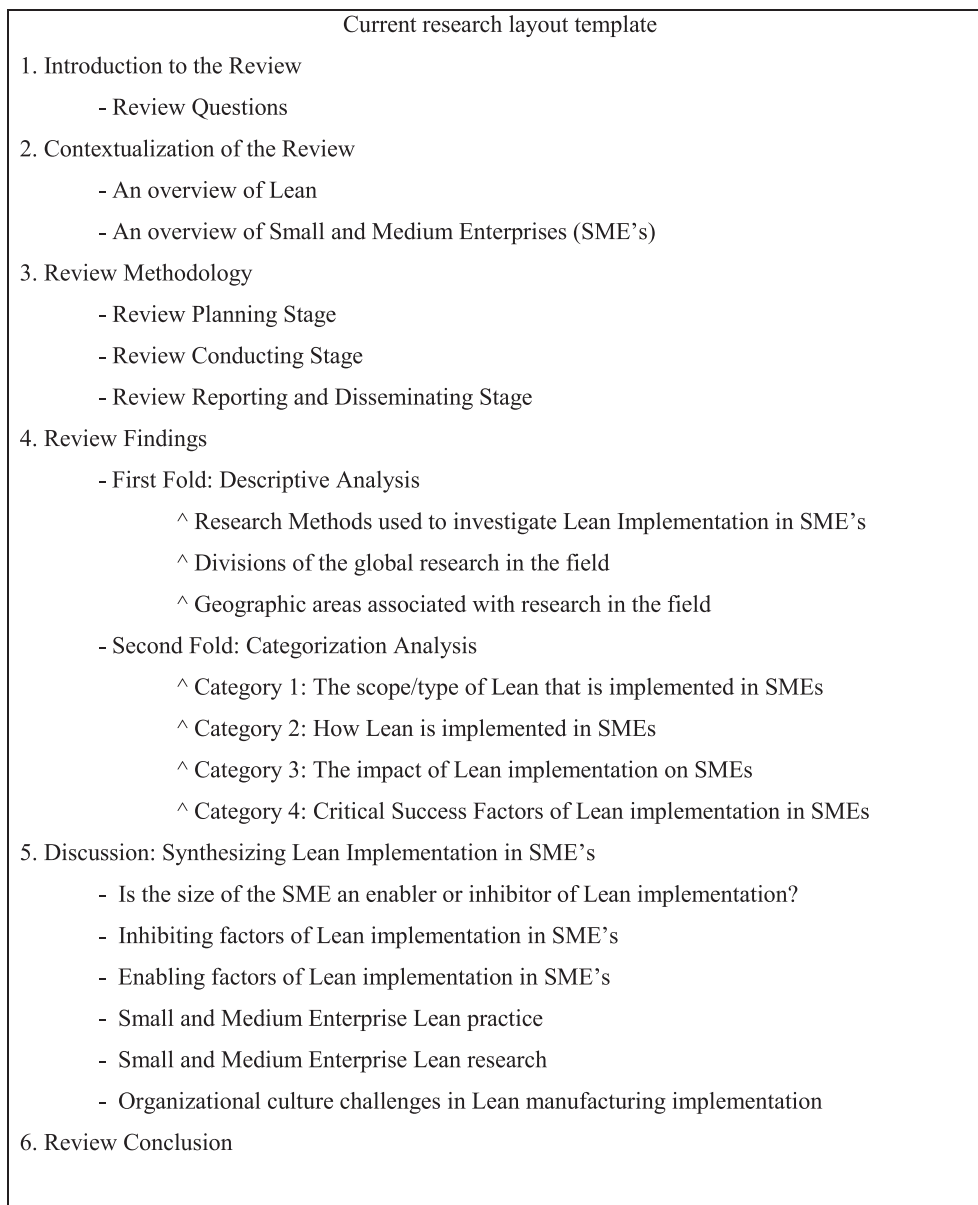 Current research layout template
1. Introduction to the Review
- Review Questions
2. Contextualization of the Review
- An overview of Lean
- An overview of Small and Medium Enterprises (SME’s)
3. Review Methodology
- Review Planning Stage
- Review Conducting Stage
- Review Reporting and Disseminating Stage
4. Review Findings
- First Fold: Descriptive Analysis
^ Research Methods used to investigate Lean Implementation in SME’s
^ Divisions of the global research in the field
^ Geographic areas associated with research in the field
- Second Fold: Categorization Analysis
^ Category 1: The scope/type of Lean that is implemented in SMEs
^ Category 2: How Lean is implemented in SMEs
^ Category 3: The impact of Lean implementation on SMEs
^ Category 4: Critical Success Factors of Lean implementation in SMEs
5. Discussion: Synthesizing Lean Implementation in SME’s
- Is the size of the SME an enabler or inhibitor of Lean implementation?
- Inhibiting factors of Lean implementation in SME’s
- Enabling factors of Lean implementation in SME’s
- Small and Medium Enterprise Lean practice
- Small and Medium Enterprise Lean research
- Organizational culture challenges in Lean manufacturing implementation
6. Review Conclusion